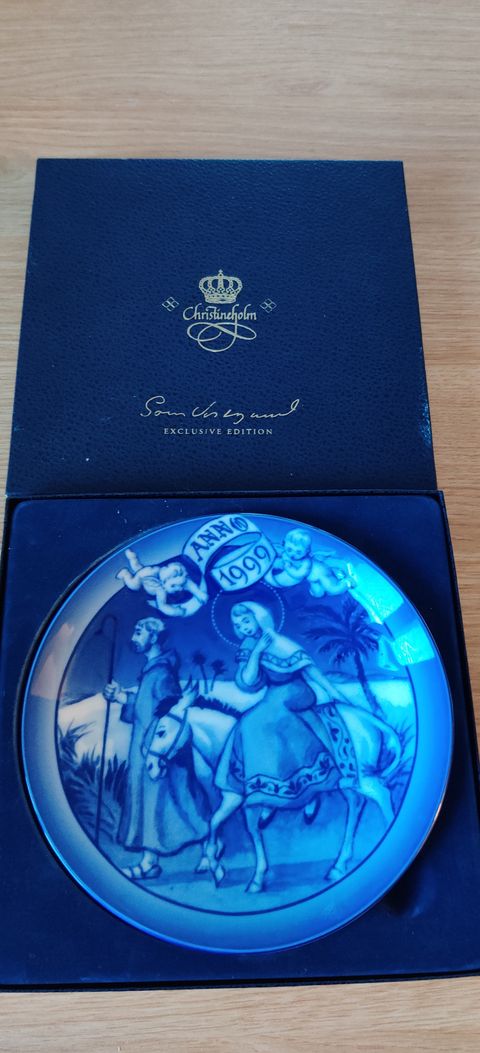 Christineholm
EXCLUSIVE EDITION
ANNO
1999